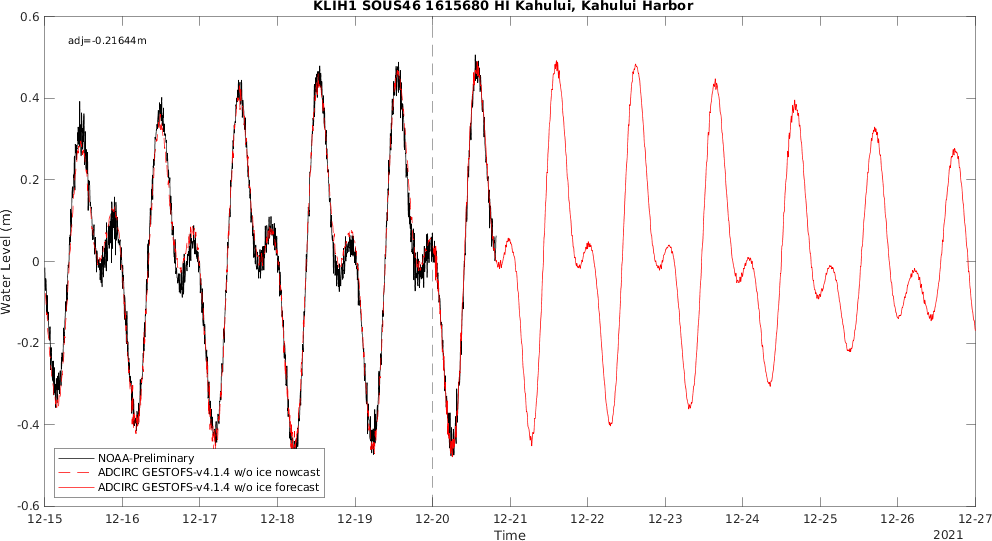 KLIH1 SOUS46 1615680 HI Kahului, Kahului Harbor
adj=-0.21644m
0.6
0.4
0.2
0
-0.2
-0.4
-0.6
Water Level (m)
NOAA-Preliminary
ADCIRC GESTOFS-v4.1.4 w/o ice nowcast
ADCIRC GESTOFS-v4.1.4 w/o ice forecast
12-15 12-16 12-17 12-18 12-19 12-20 12-21 12-22 12-23 12-24 12-25 12-26 12-27
Time
2021